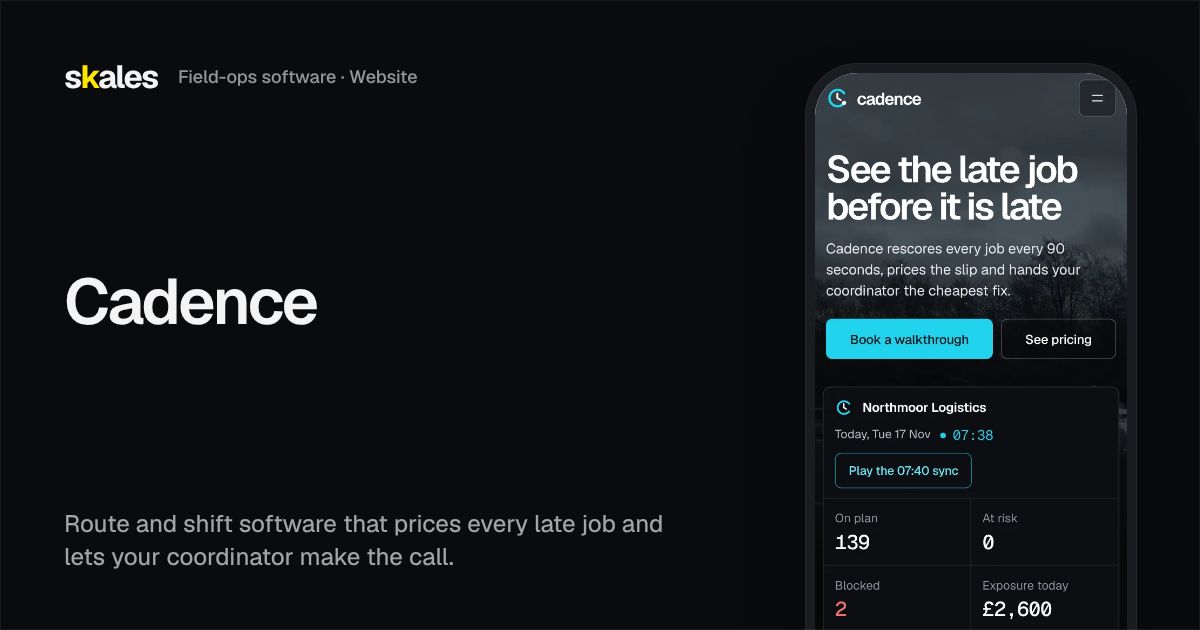 skales Field-ops software · Website
Cadence
Route and shift software that prices every late job and
lets your coordinator make the call.
cadence
See the late job
before it is late
Cadence rescores every job every 90
seconds, prices the slip and hands your
coordinator the cheapest fix.
Book a walkthrough See pricing
Northmoor Logistics
Today, Tue 17 Nov • 07:38
Play the 07:40 sync
On plan At risk
139 0
Blocked Exposure today
2 £2,600